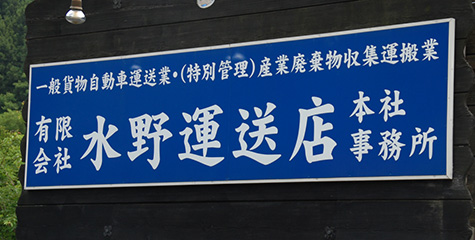 一般貨物自動車運送業・(特別管理)産業廃棄物収集運搬業
有限会社 水野運送店 本社事務所